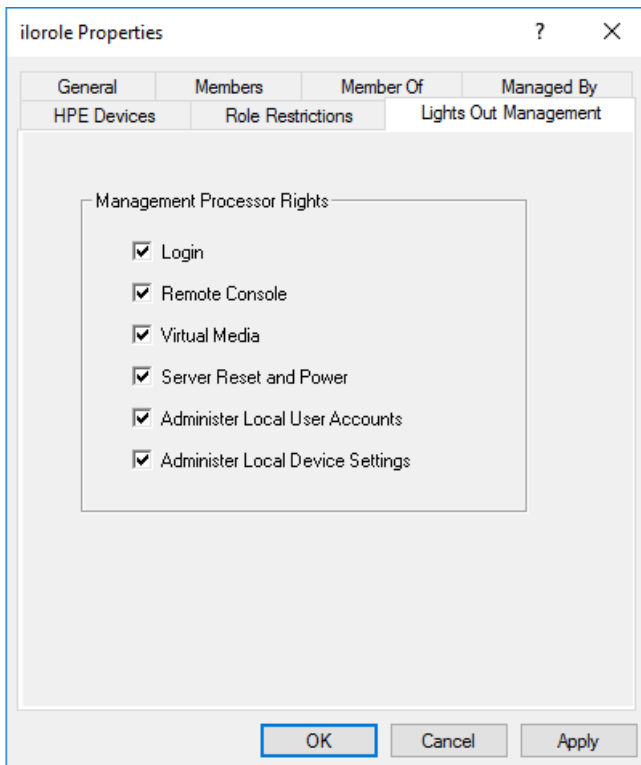 ilorole Properties ?
General Members Member Of Managed By
HPE Devices Role Restrictions Lights Out Management
Management Processor Rights
Login
Remote Console
Virtual Media
Server Reset and Power
Administer Local User Accounts
Administer Local Device Settings
OK Cancel Apply